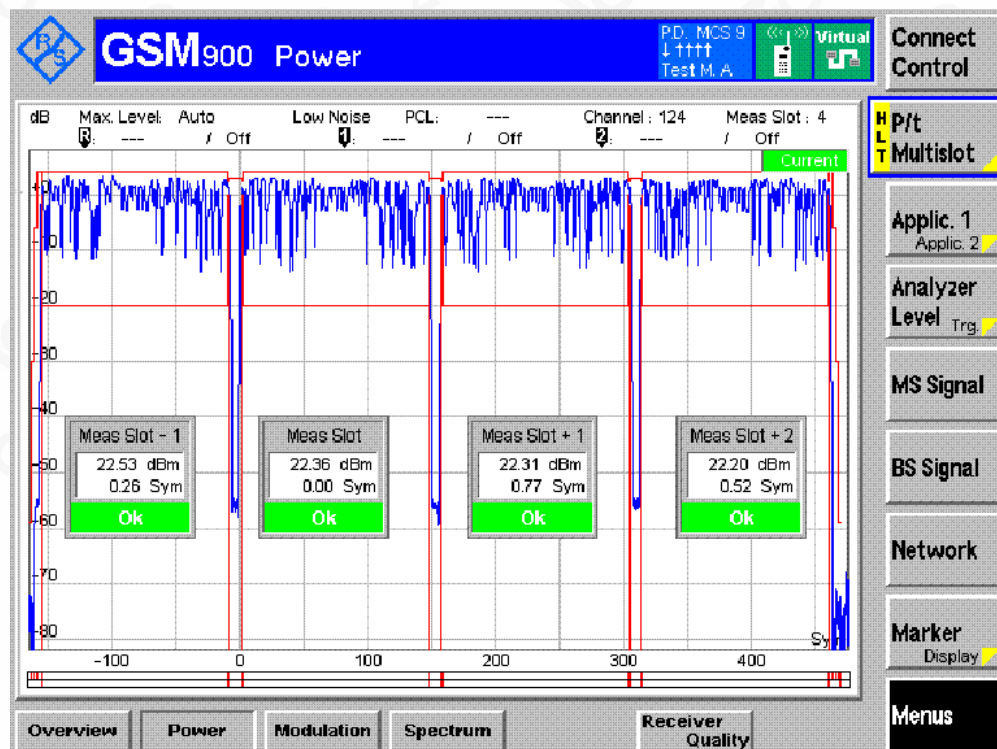 R/S
GSM900 Power
P.D. MCS 9
↓ ↑↑↑↑
Test M. A
Virtual
Connect Control
dB Max. Level: Auto Low Noise PCL: --- Channel : 124 Meas Slot : 4
R: --- / Off 1: --- / Off 2: --- / Off
Current
+0
-10
-20
-30
-40
-50
-60
-70
-80
Meas Slot - 1
22.53 dBm
0.26 Sym
Ok
Meas Slot
22.36 dBm
0.00 Sym
Ok
Meas Slot + 1
22.31 dBm
0.77 Sym
Ok
Meas Slot + 2
22.20 dBm
0.52 Sym
Ok
-100 0 100 200 300 400
HLT
P/t Multislot
Applic. 1
Applic. 2
Analyzer
Level Trg.
MS Signal
BS Signal
Network
Marker
Display
Menus
Overview Power Modulation Spectrum Receiver Quality